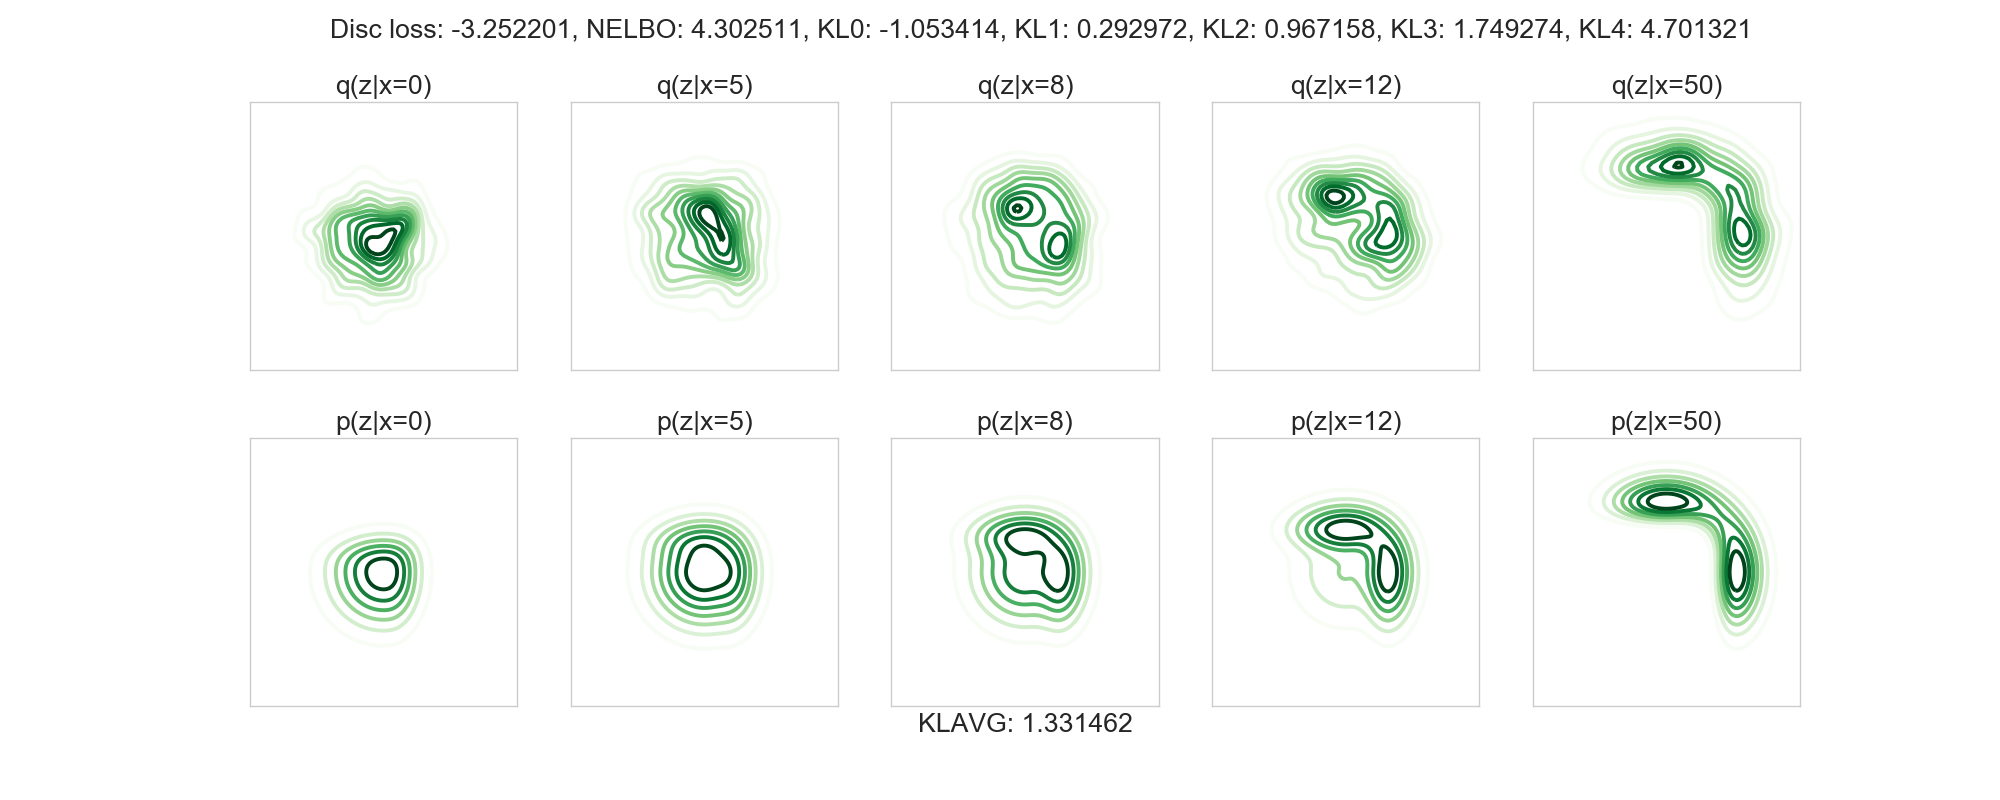 Disc loss: -3.252201, NELBO: 4.302511, KL0: -1.053414, KL1: 0.292972, KL2: 0.967158, KL3: 1.749274, KL4: 4.701321
q(z|x=0) q(z|x=5) q(z|x=8) q(z|x=12) q(z|x=50)
p(z|x=0) p(z|x=5) p(z|x=8) p(z|x=12) p(z|x=50)
KLAVG: 1.331462